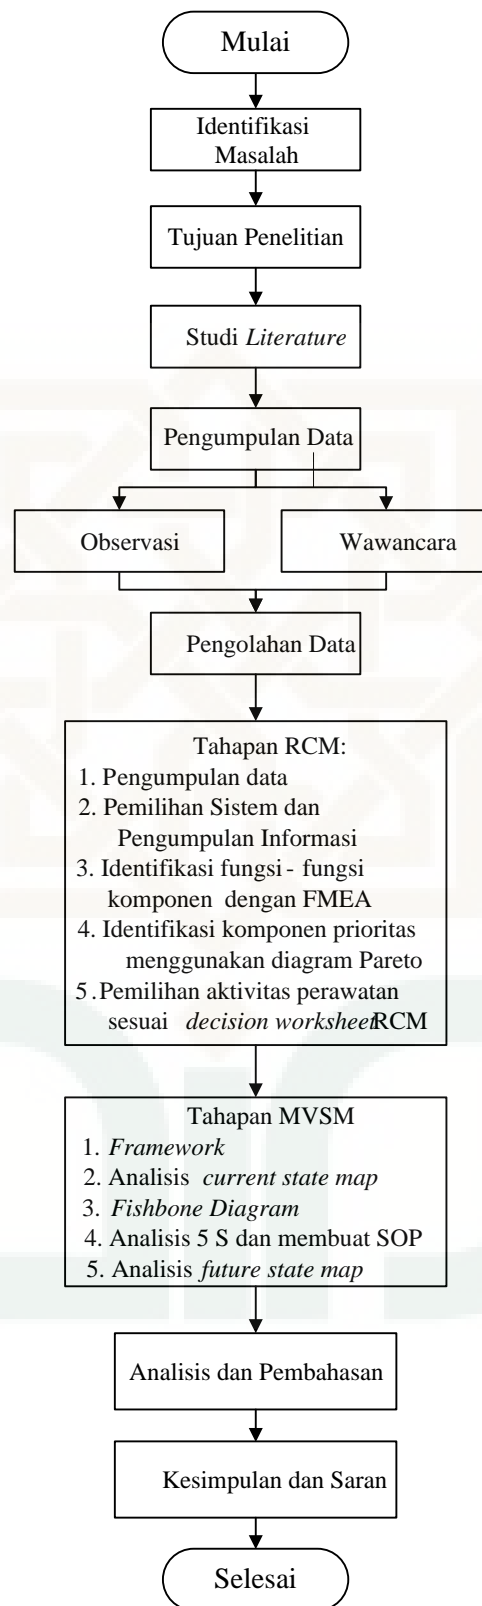 Mulai
Identifikasi
Masalah
Tujuan Penelitian
Studi Literature
Pengumpulan Data
Observasi
Wawancara
Pengolahan Data
Tahapan RCM:
1. Pengumpulan data
2. Pemilihan Sistem dan
Pengumpulan Informasi
3. Identifikasi fungsi - fungsi
komponen dengan FMEA
4. Identifikasi komponen prioritas
menggunakan diagram Pareto
5. Pemilihan aktivitas perawatan
sesuai decision worksheet RCM
Tahapan MVSM
1. Framework
2. Analisis current state map
3. Fishbone Diagram
4. Analisis 5 S dan membuat SOP
5. Analisis future state map
Analisis dan Pembahasan
Kesimpulan dan Saran
Selesai